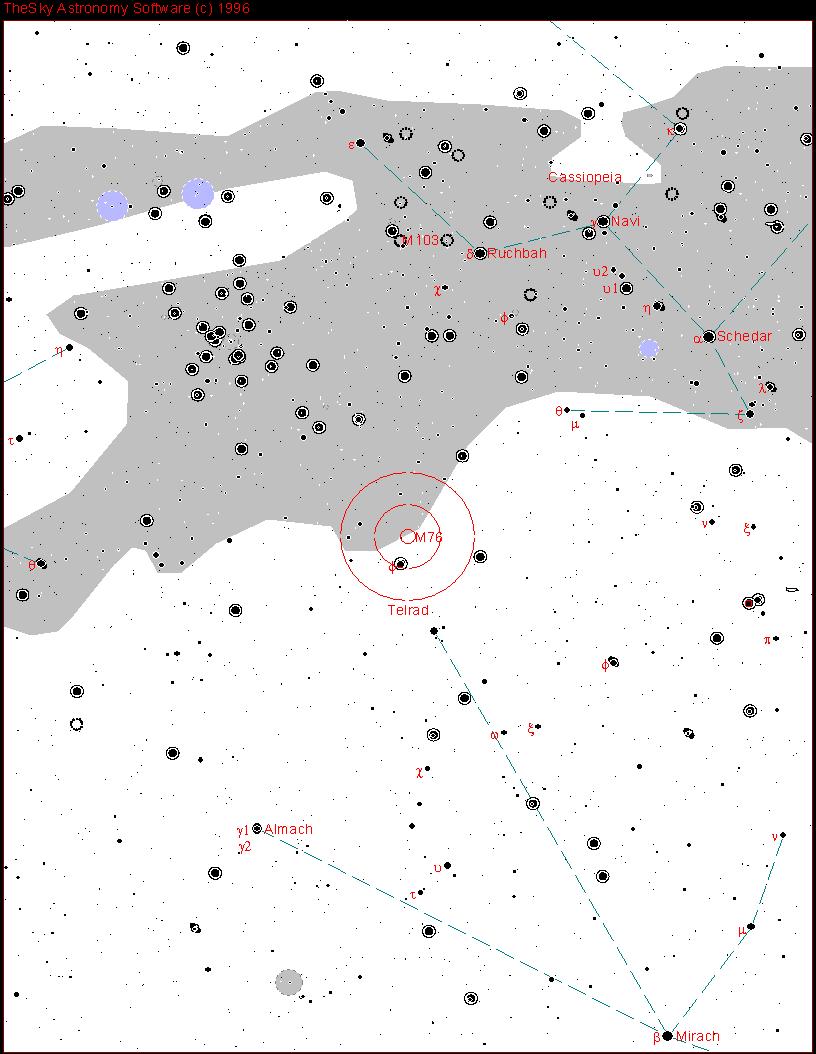 TheSky Astronomy Software (c) 1996
κ
ε
Cassiopeia
γ Navi
M103
δ Ruchbah
υ2
χ
υ1
η
φ
α Schedar
η
λ
θ
ζ
μ
τ
ν
ξ
M76
θ
φ
Telrad
π
φ
ω
ξ
χ
γ1 Almach
γ2
ν
υ
τ
μ
β Mirach